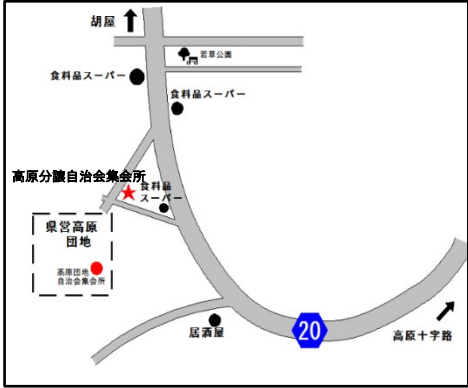 胡屋
若草公園
食料品スーパー
食料品スーパー
高原分譲自治会集会所
食料品
スーパー
県営高原
団地
高原団地
自治会集会所
居酒屋
20
高原十字路